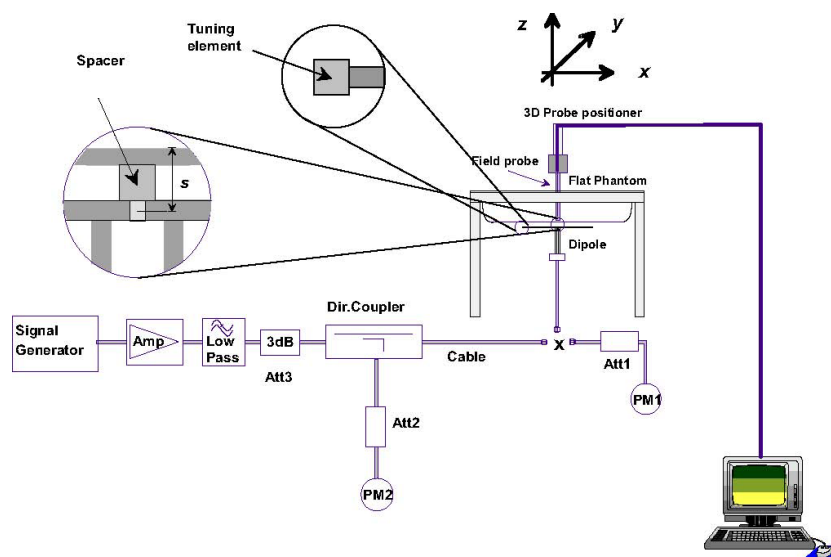 Tuning
element
Spacer
s
z
y
x
3D Probe positioner
Field probe
Flat Phantom
Dipole
Dir.Coupler
Signal
Generator
Amp
Low
Pass
3dB
Att3
Cable
x
Att1
PM1
Att2
PM2